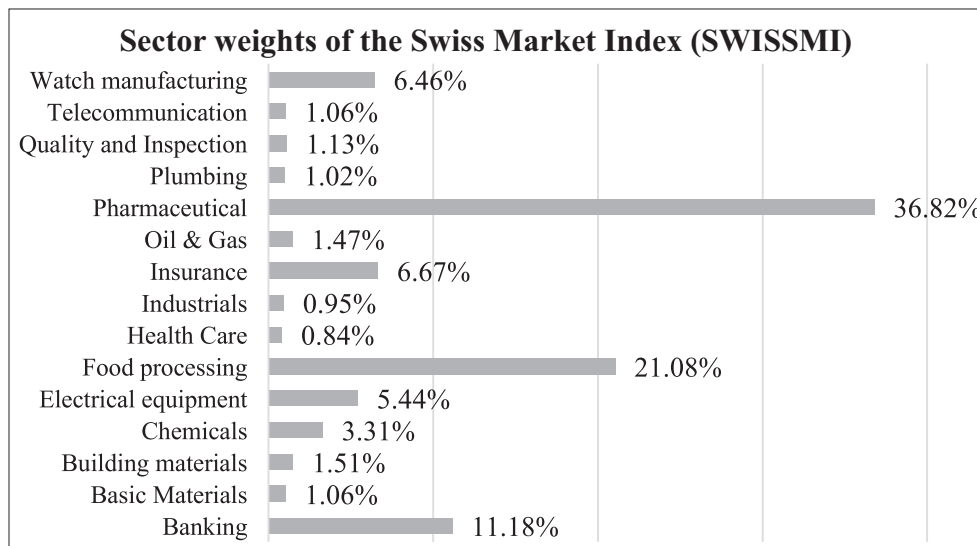 Sector weights of the Swiss Market Index (SWISSMI)
Watch manufacturing 6.46%
Telecommunication 1.06%
Quality and Inspection 1.13%
Plumbing 1.02%
Pharmaceutical 36.82%
Oil & Gas 1.47%
Insurance 6.67%
Industrials 0.95%
Health Care 0.84%
Food processing 21.08%
Electrical equipment 5.44%
Chemicals 3.31%
Building materials 1.51%
Basic Materials 1.06%
Banking 11.18%